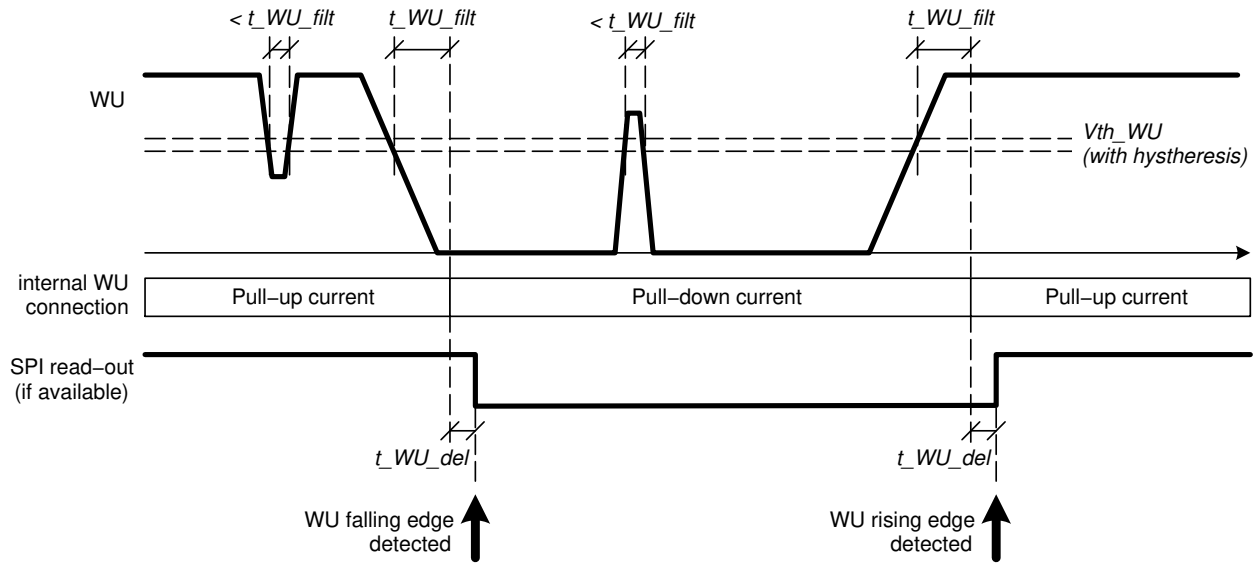 < t_WU_filt
t_WU_filt
< t_WU_filt
t_WU_filt
WU
Vth_WU
(with hystheresis)
internal WU
connection
Pull−up current
Pull−down current
Pull−up current
SPI read−out
(if available)
t_WU_del
t_WU_del
WU falling edge
detected
WU rising edge
detected